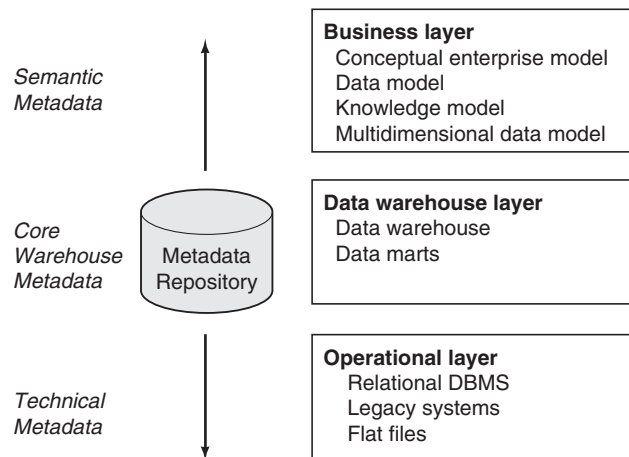 Semantic
Metadata
Business layer
Conceptual enterprise model
Data model
Knowledge model
Multidimensional data model
Core
Warehouse
Metadata
Metadata
Repository
Data warehouse layer
Data warehouse
Data marts
Technical
Metadata
Operational layer
Relational DBMS
Legacy systems
Flat files